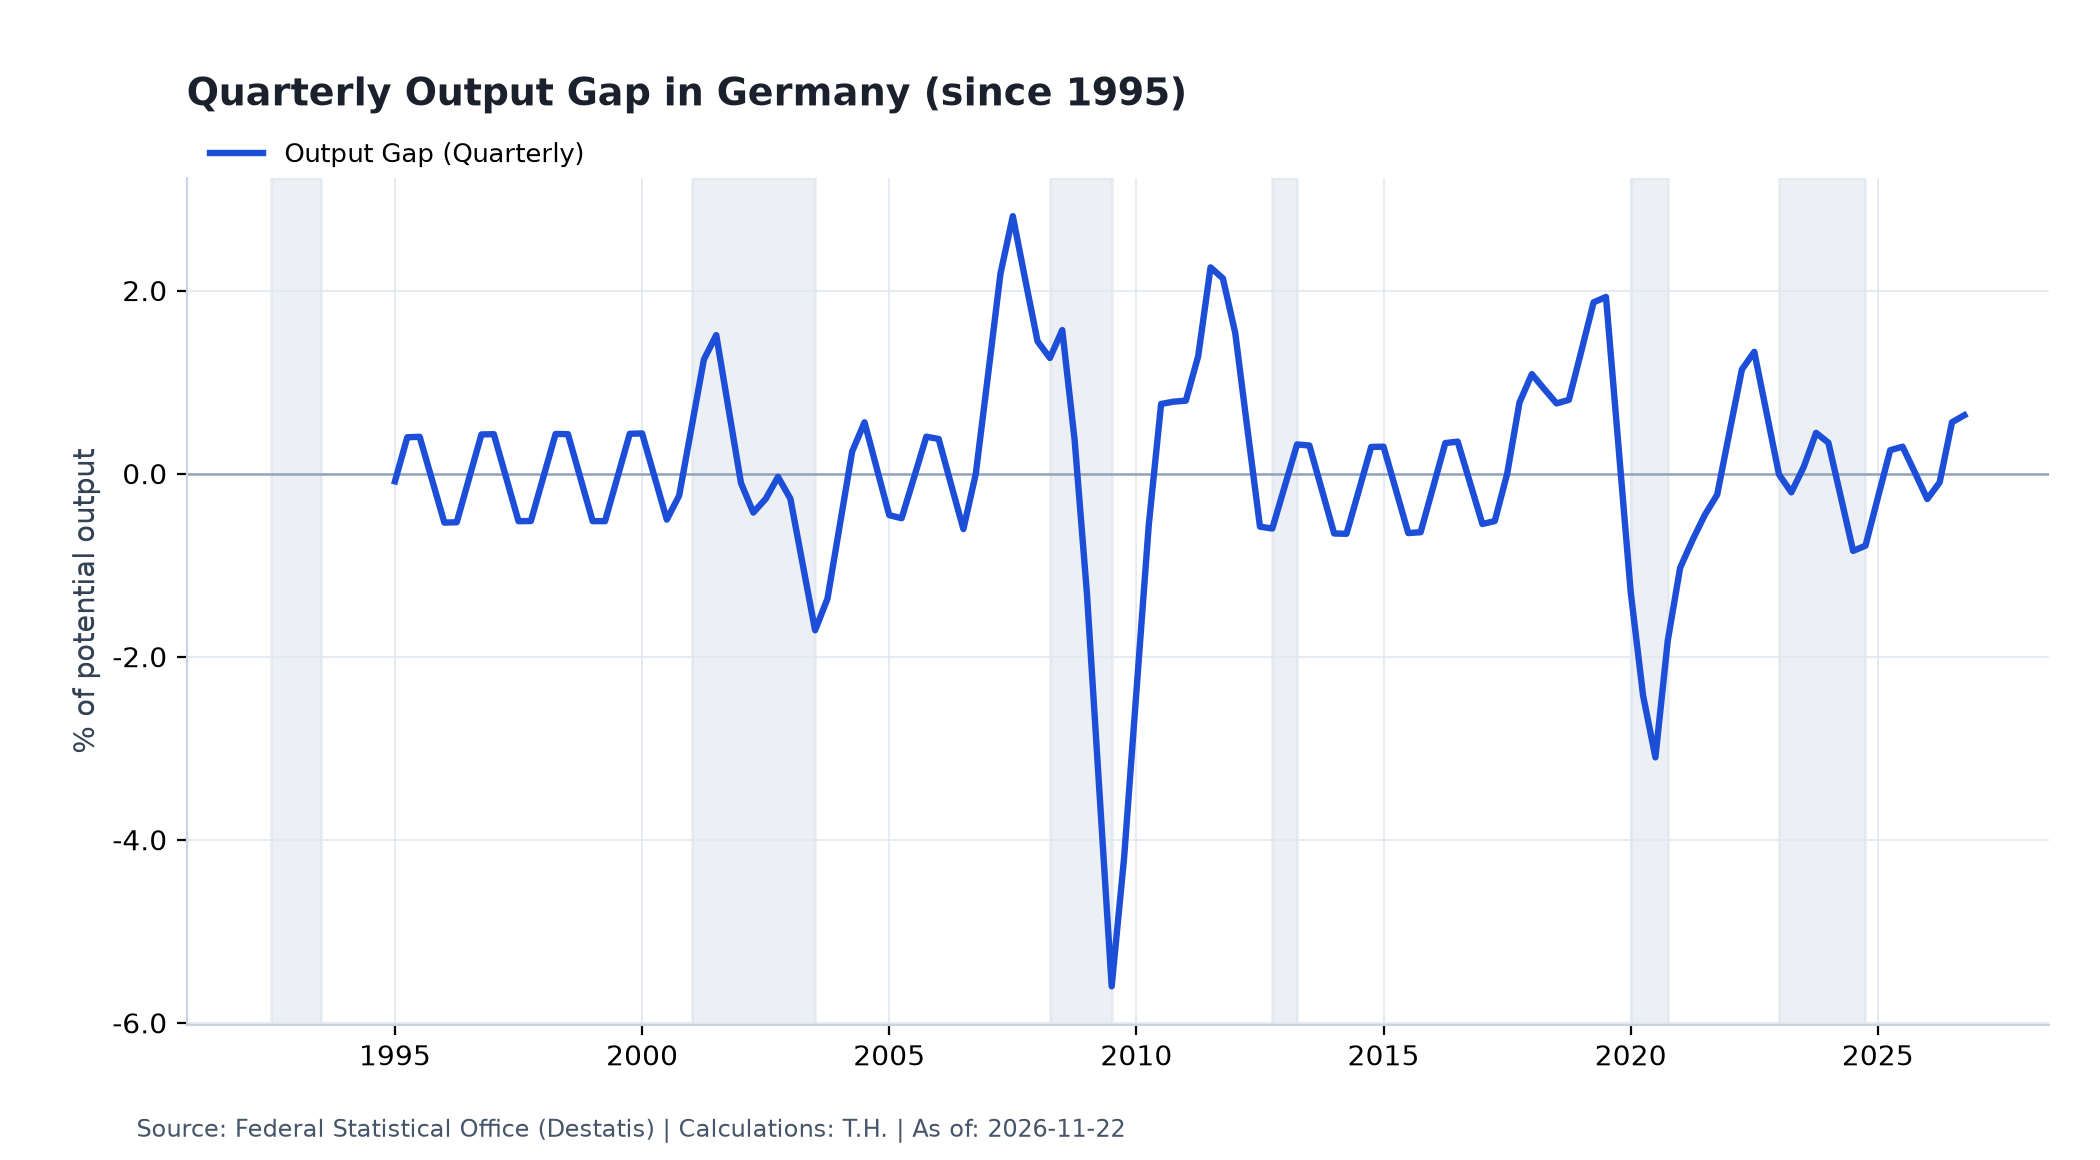 Quarterly Output Gap in Germany (since 1995)
Output Gap (Quarterly)
% of potential output
2.0
0.0
-2.0
-4.0
-6.0
1995 2000 2005 2010 2015 2020 2025
Source: Federal Statistical Office (Destatis) | Calculations: T.H. | As of: 2026-11-22